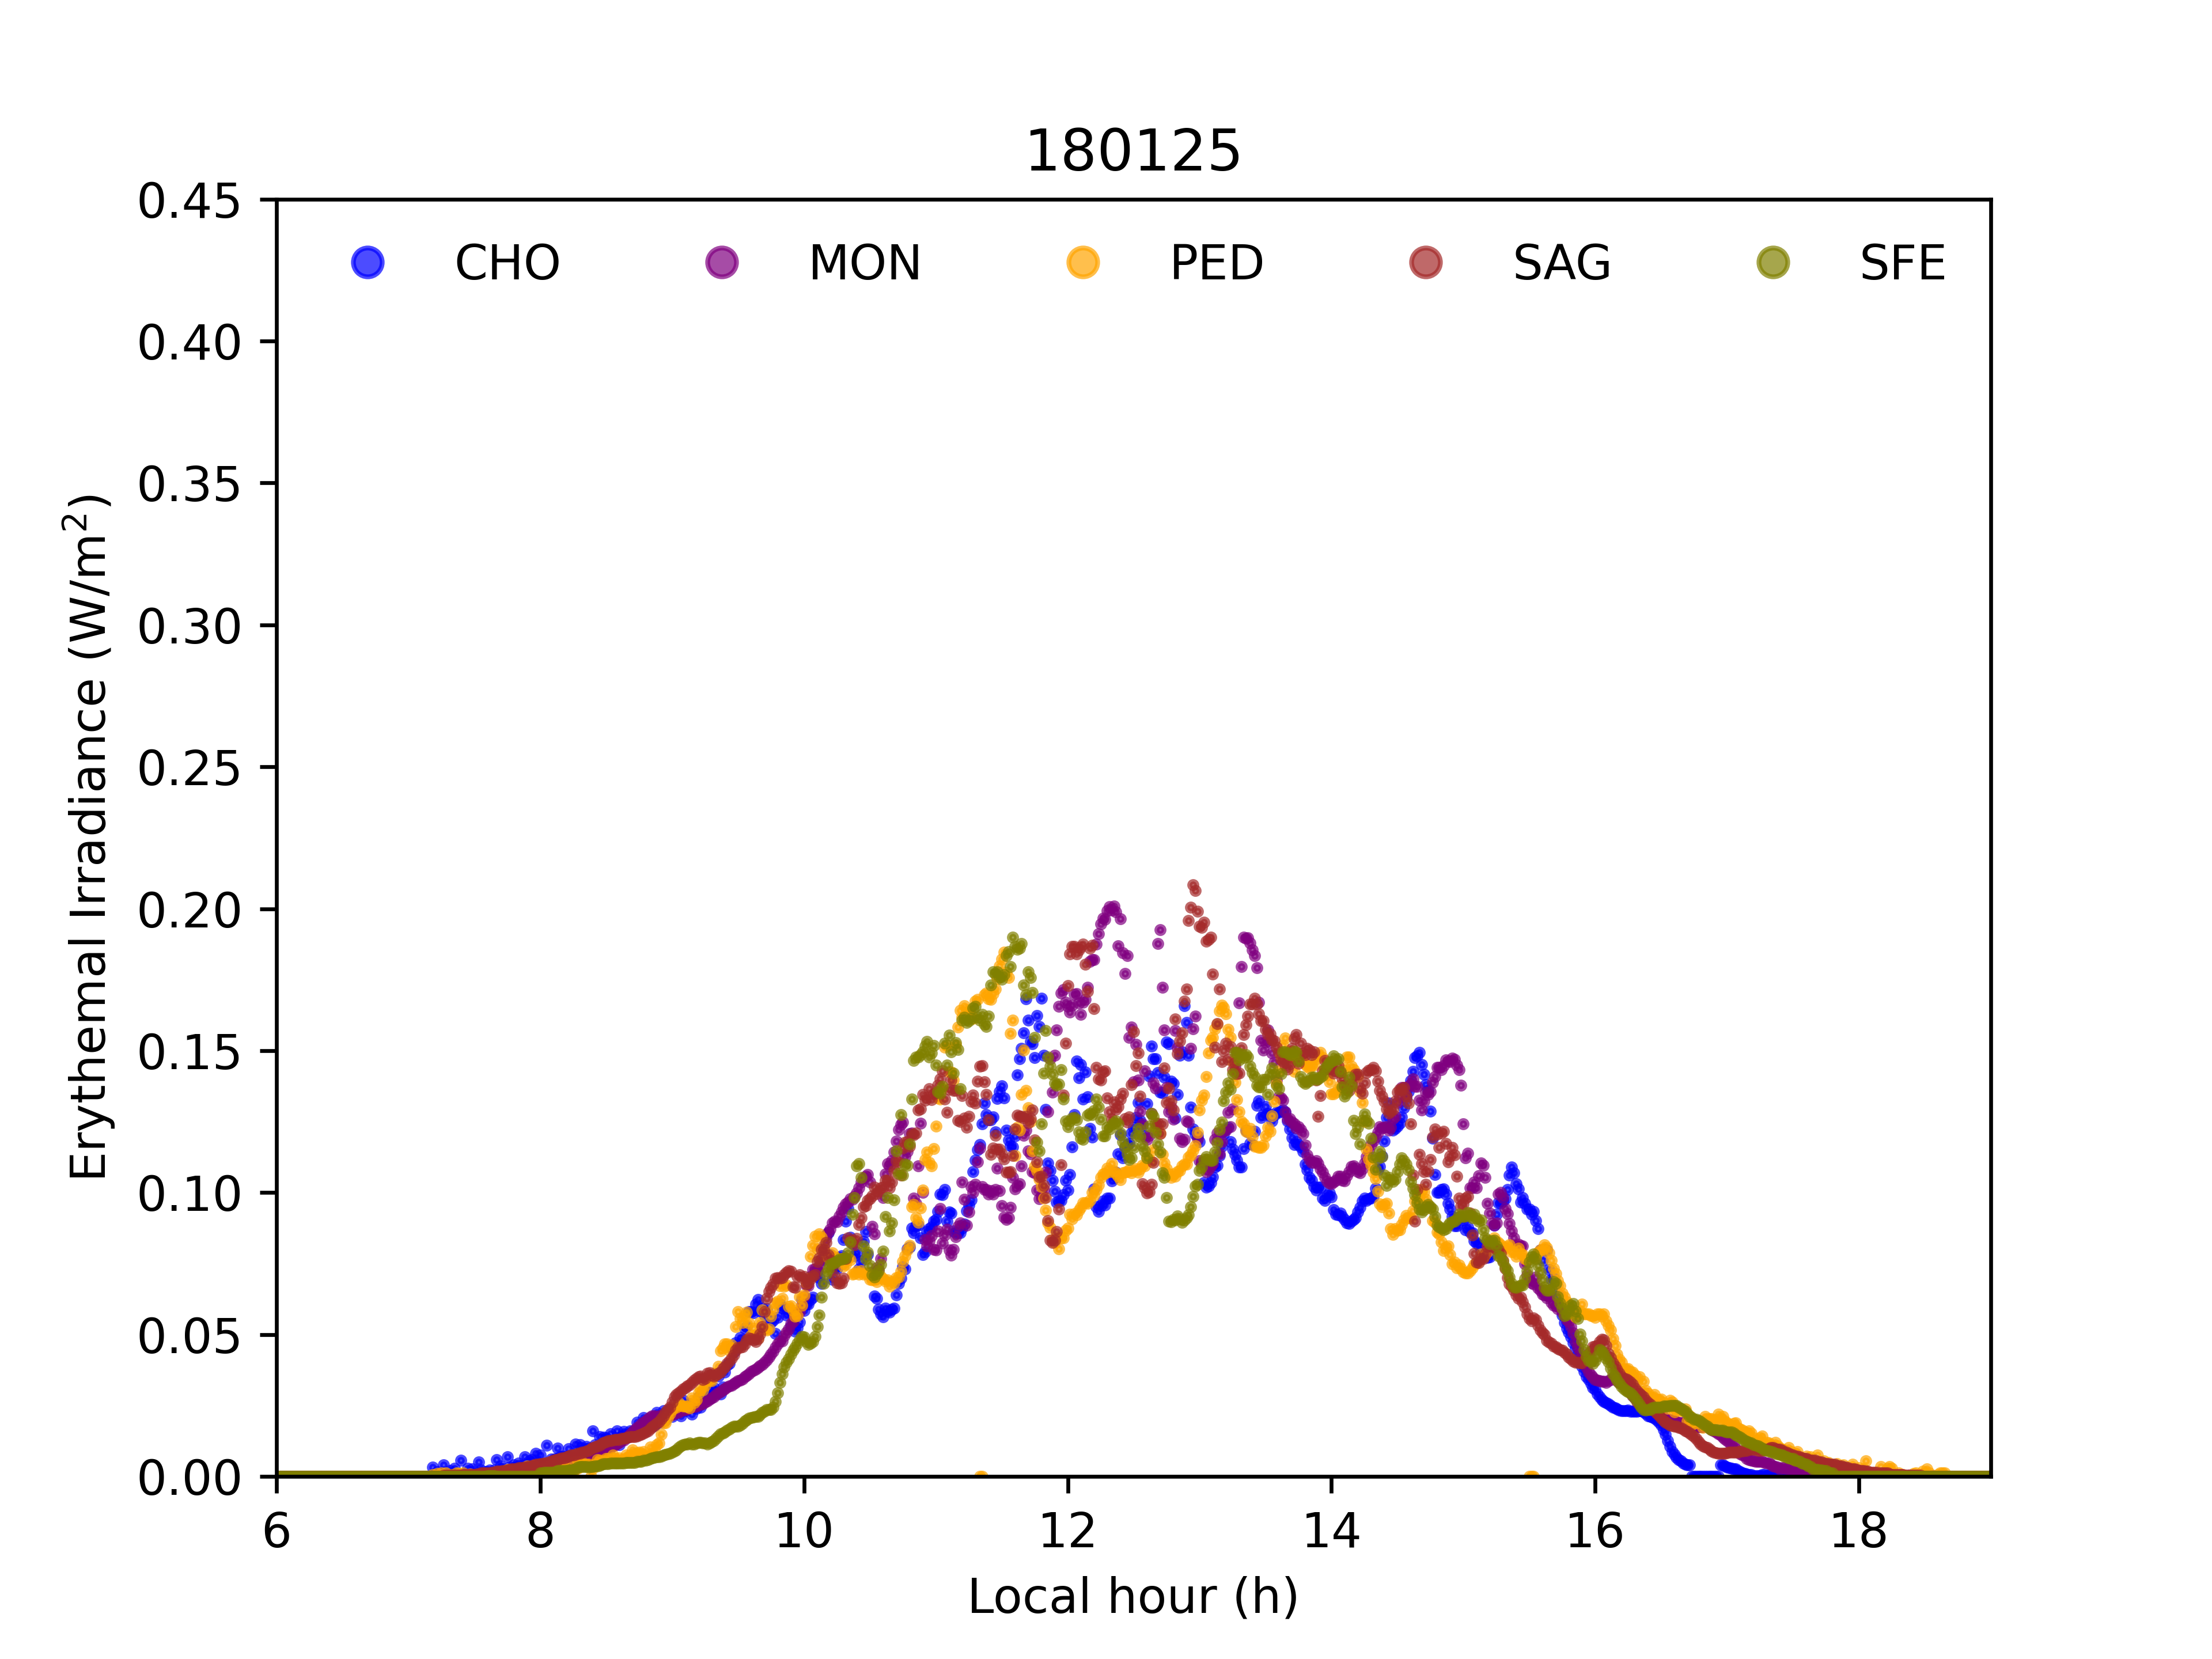 180125
CHO MON PED SAG SFE
Erythemal Irradiance (W/m²)
0.45
0.40
0.35
0.30
0.25
0.20
0.15
0.10
0.05
0.00
6 8 10 12 14 16 18
Local hour (h)